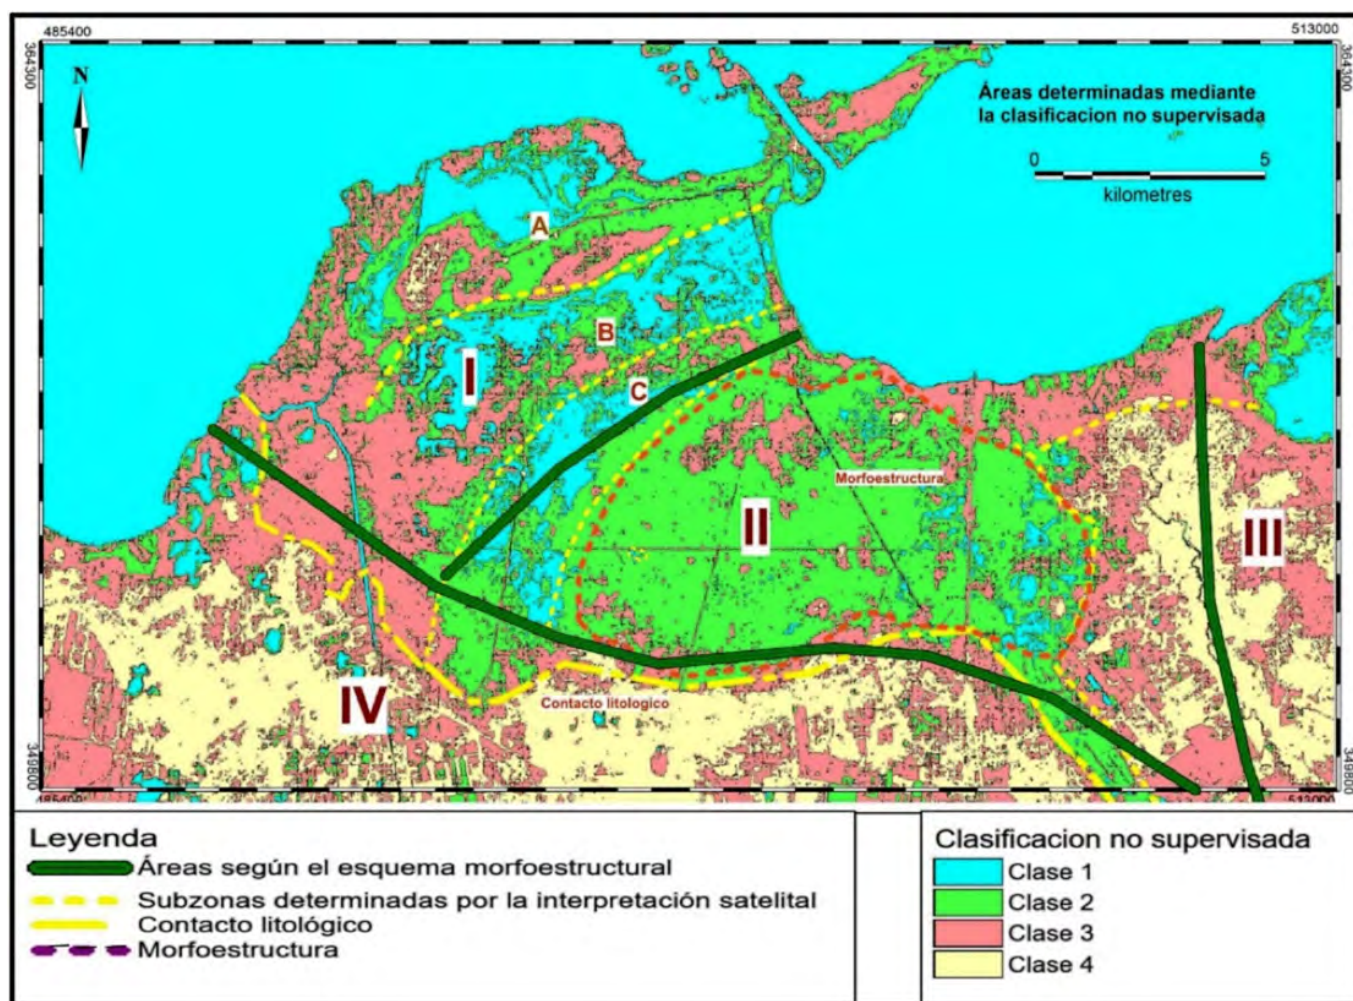 485400
513000
364300
364300
N
Áreas determinadas mediante
la clasificacion no supervisada
0 5
kilometres
A
B
I
C
Morfoestructura
II
III
IV
Contacto litologico
349800
349800
485400
513000
Leyenda
Áreas según el esquema morfoestructural
Subzonas determinadas por la interpretación satelital
Contacto litológico
Morfoestructura
Clasificacion no supervisada
Clase 1
Clase 2
Clase 3
Clase 4